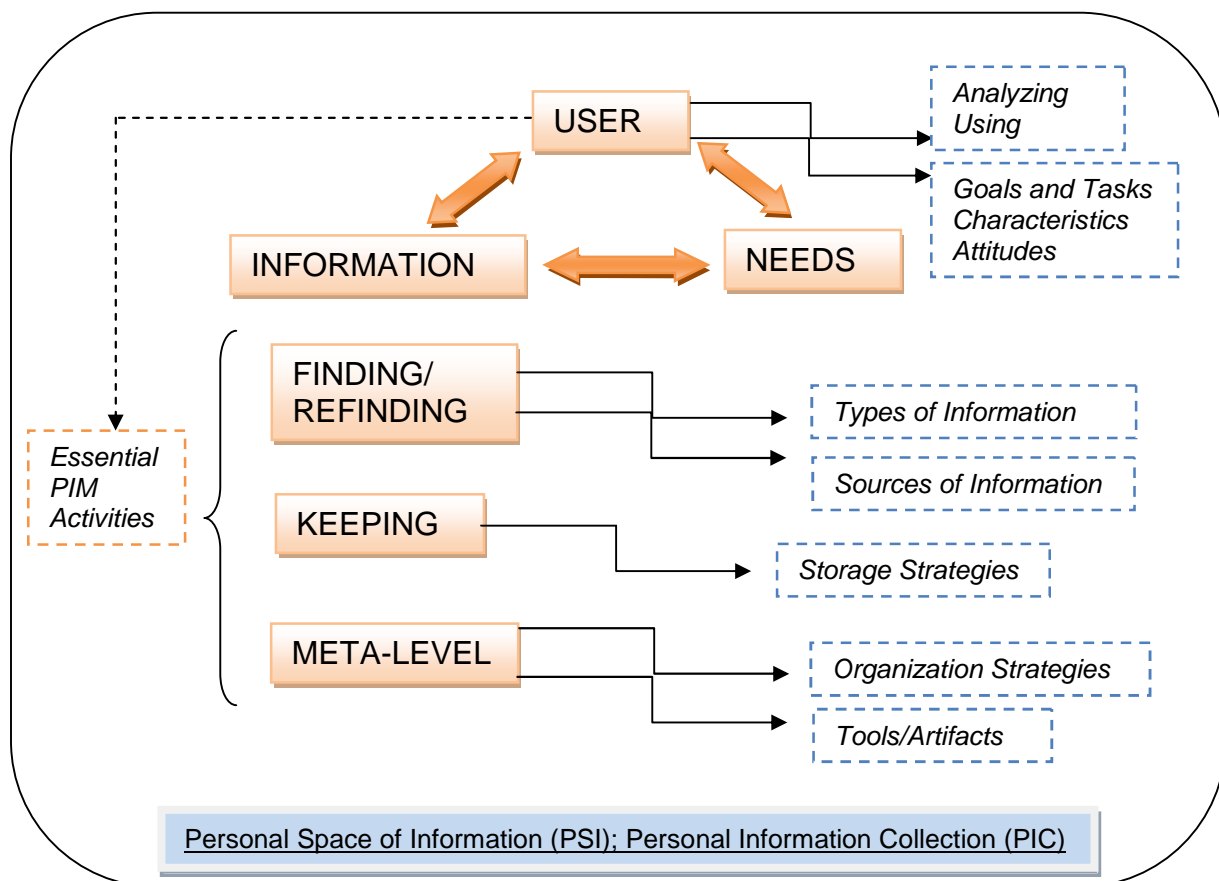 USER
Analyzing
Using
Goals and Tasks
Characteristics
Attitudes
INFORMATION
NEEDS
FINDING/
REFINDING
Types of Information
Sources of Information
Essential
PIM
Activities
KEEPING
Storage Strategies
META-LEVEL
Organization Strategies
Tools/Artifacts
Personal Space of Information (PSI); Personal Information Collection (PIC)